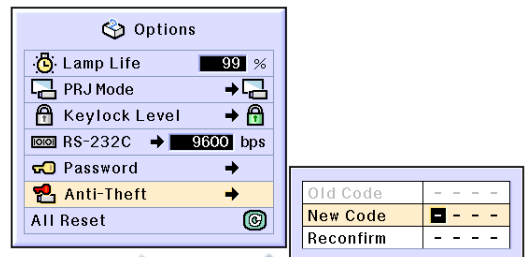 Options
Lamp Life 99 %
PRJ Mode
Keylock Level
RS-232C 9600 bps
Password
Anti-Theft
All Reset
Old Code - - - -
New Code - - - -
Reconfirm - - - -